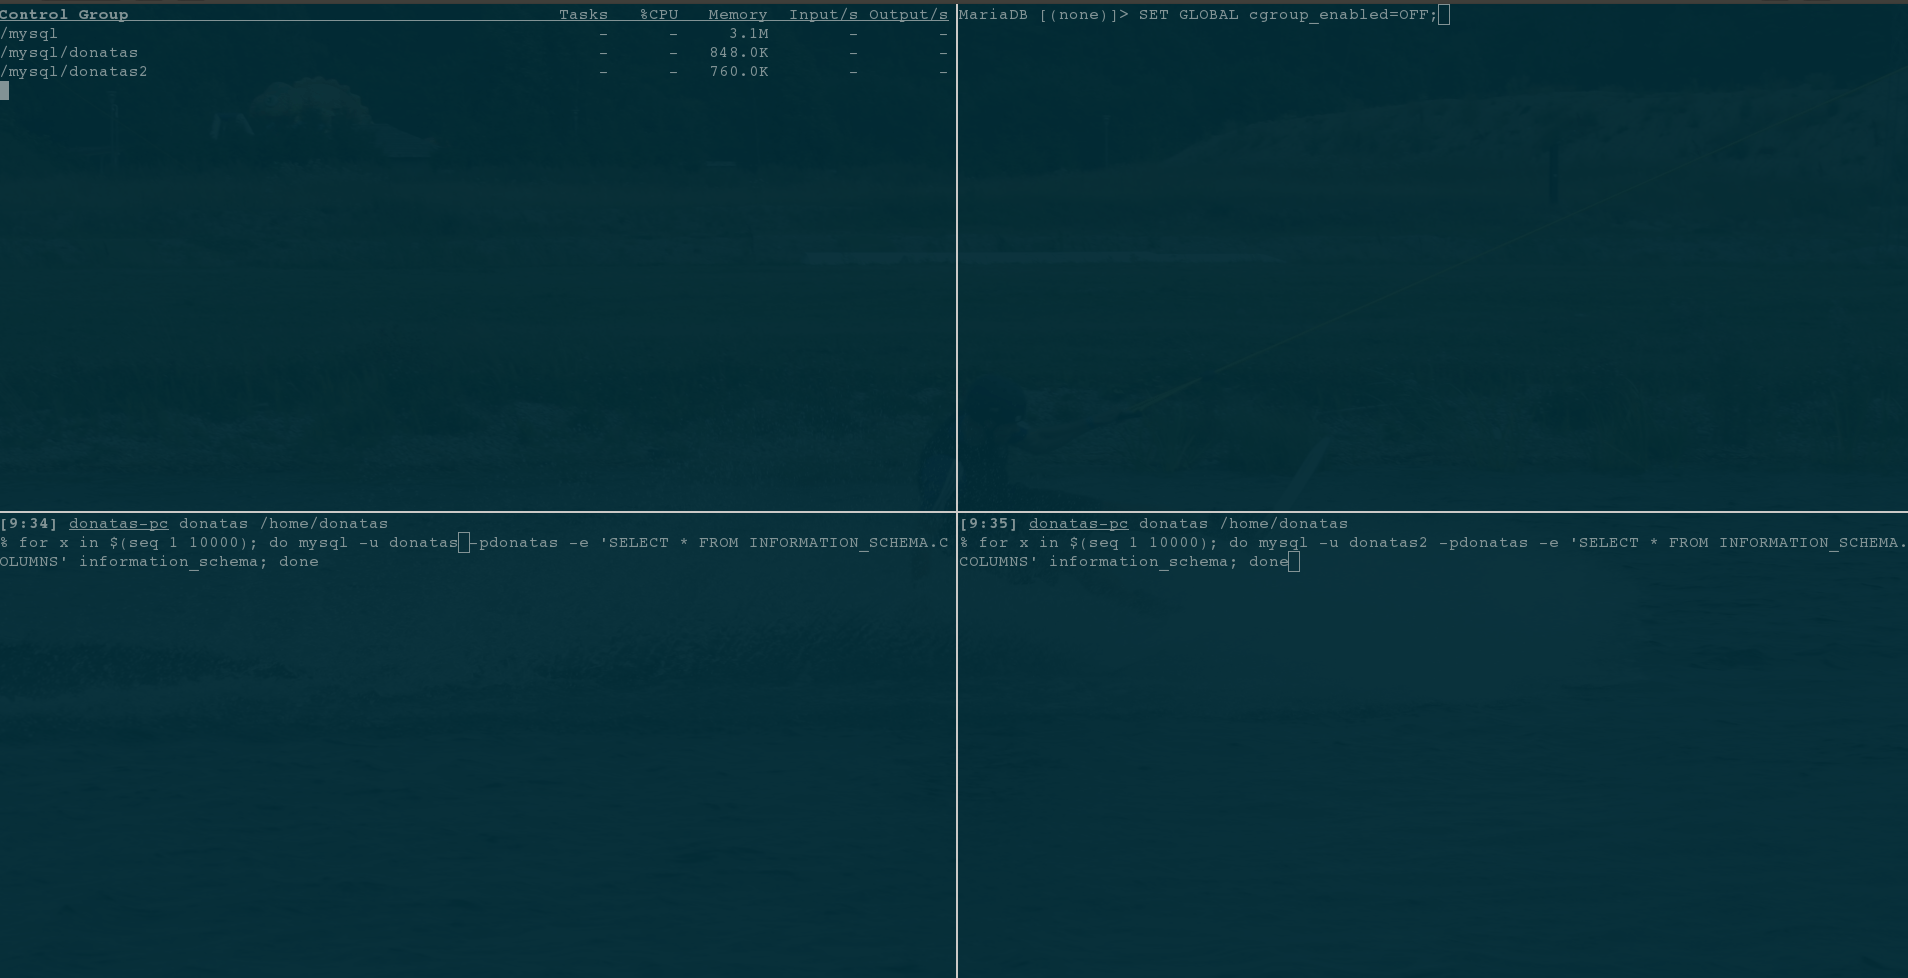 Control Group Tasks %CPU Memory Input/s Output/s
/mysql - - 3.1M - -
/mysql/donatas - - 848.0K - -
/mysql/donatas2 - - 760.0K - -
MariaDB [(none)]> SET GLOBAL cgroup_enabled=OFF;
[9:34] donatas-pc donatas /home/donatas
% for x in $(seq 1 10000); do mysql -u donatas -pdonatas -e 'SELECT * FROM INFORMATION_SCHEMA.C
OLUMNS' information_schema; done
[9:35] donatas-pc donatas /home/donatas
% for x in $(seq 1 10000); do mysql -u donatas2 -pdonatas -e 'SELECT * FROM INFORMATION_SCHEMA.
COLUMNS' information_schema; done